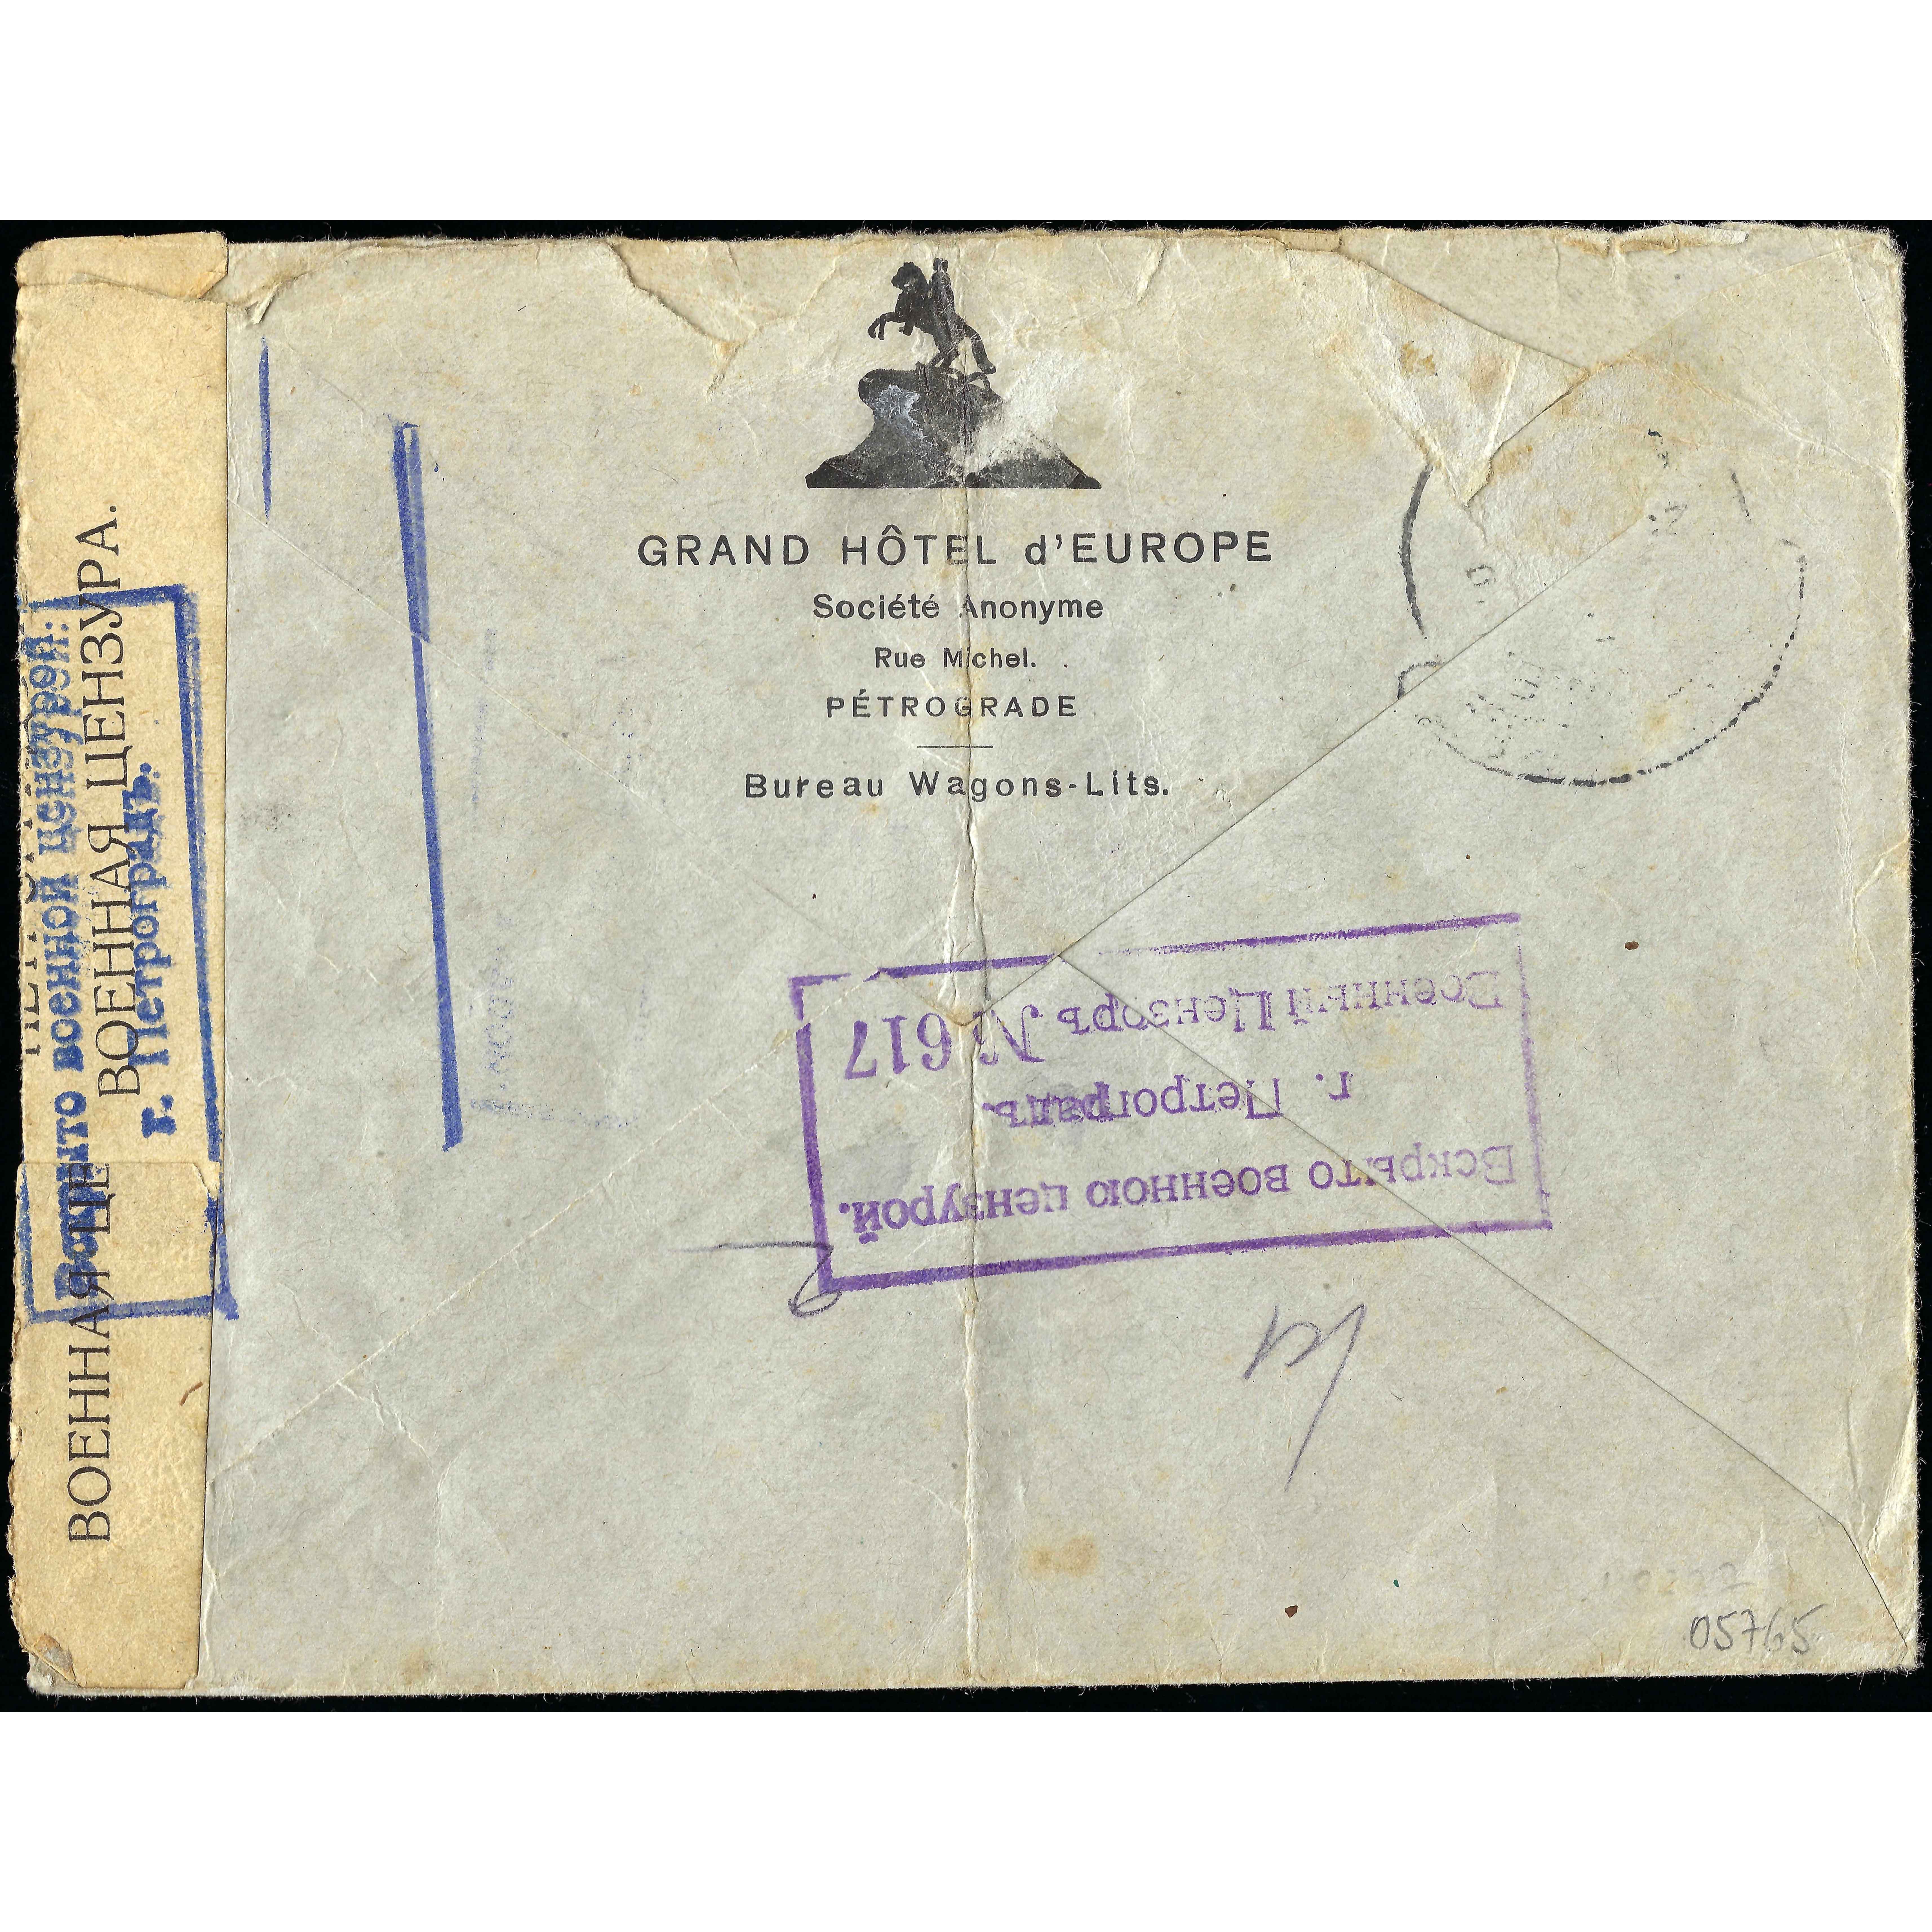 GRAND HÔTEL d'EUROPE
Société Anonyme
Rue Michel.
PÉTROGRADE
Bureau Wagons-Lits.
Вскрыто военною цензурой.
г. Петроградъ.
Военный Цензоръ № 617
ВОЕННАЯ ЦЕНЗУРА.
ВОЕННАЯ ЦЕ
Вскрыто военной цензурой.
г. Петроградъ.
05765